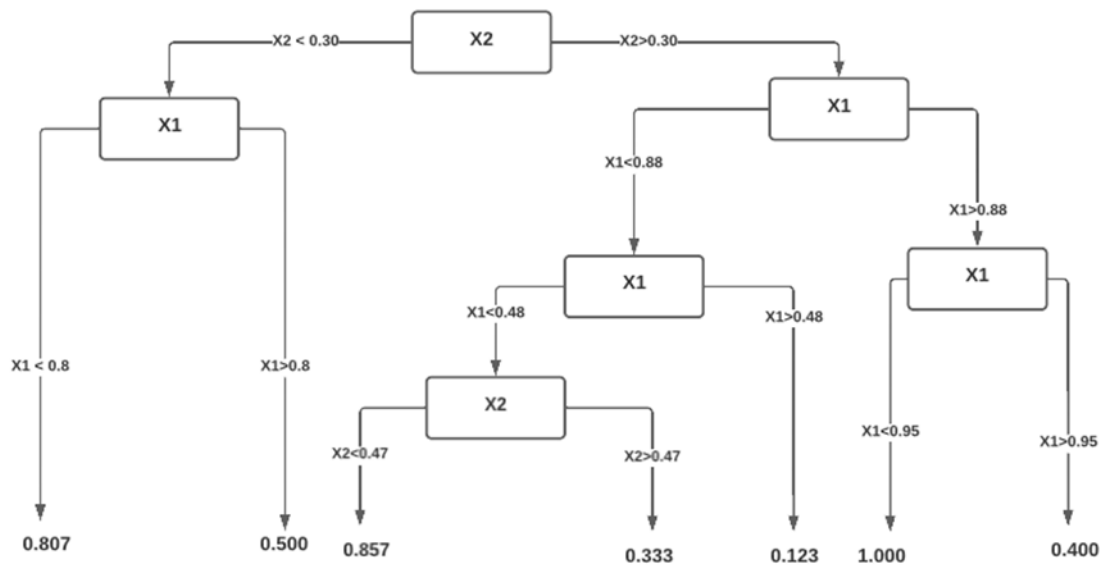 X2
X2 < 0.30
X2>0.30
X1
X1
X1<0.88
X1>0.88
X1
X1
X1<0.48
X1>0.48
X1 < 0.8
X1>0.8
X2
X1<0.95
X1>0.95
X2<0.47
X2>0.47
0.807
0.500
0.857
0.333
0.123
1.000
0.400